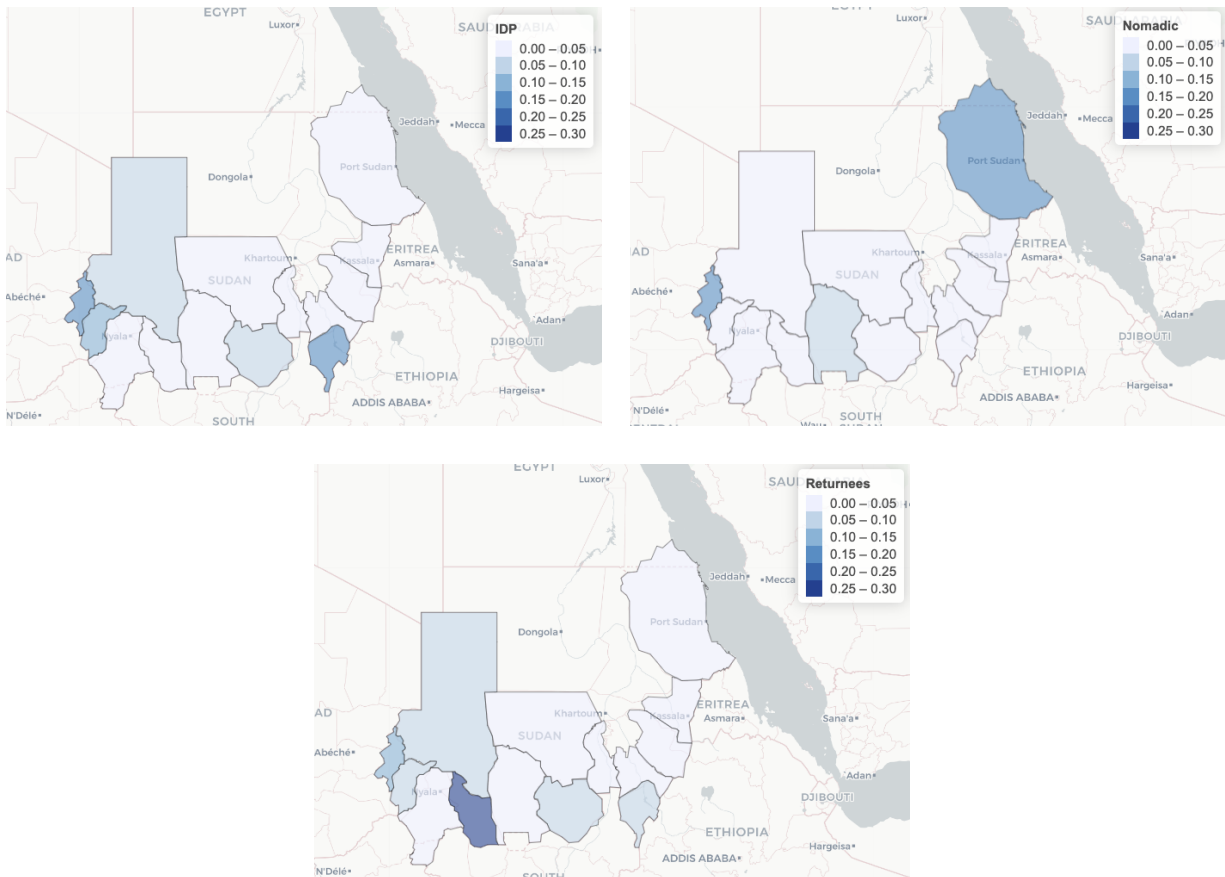 EGYPT
Luxor
SAUDI ARABIA
IDP
0.00 – 0.05
0.05 – 0.10
0.10 – 0.15
0.15 – 0.20
0.20 – 0.25
0.25 – 0.30
Jeddah
Mecca
Port Sudan
Dongola
ERITREA
Khartoum
Kassala
Asmara
Sana'a
AD
SUDAN
Abéché
Nyala
Adan
DJIBOUTI
ETHIOPIA
Hargeisa
N'Délé
ADDIS ABABA
SOUTH
EGYPT
Luxor
Nomadic
0.00 – 0.05
0.05 – 0.10
0.10 – 0.15
0.15 – 0.20
0.20 – 0.25
0.25 – 0.30
Jeddah
Mecca
Port Sudan
Dongola
ERITREA
Khartoum
Kassala
Asmara
Sana'a
AD
SUDAN
Abéché
Nyala
Adan
DJIBOUTI
ETHIOPIA
Hargeisa
N'Délé
ADDIS ABABA
SOUTH
Waw
EGYPT
Luxor
SAU
Returnees
0.00 – 0.05
0.05 – 0.10
0.10 – 0.15
0.15 – 0.20
0.20 – 0.25
0.25 – 0.30
Jeddah
Mecca
Port Sudan
Dongola
ERITREA
Khartoum
Kassala
Asmara
Sana'a
AD
SUDAN
Abéché
Nyala
Adan
DJIBOUTI
ETHIOPIA
Hargeisa
N'Délé
ADDIS ABABA